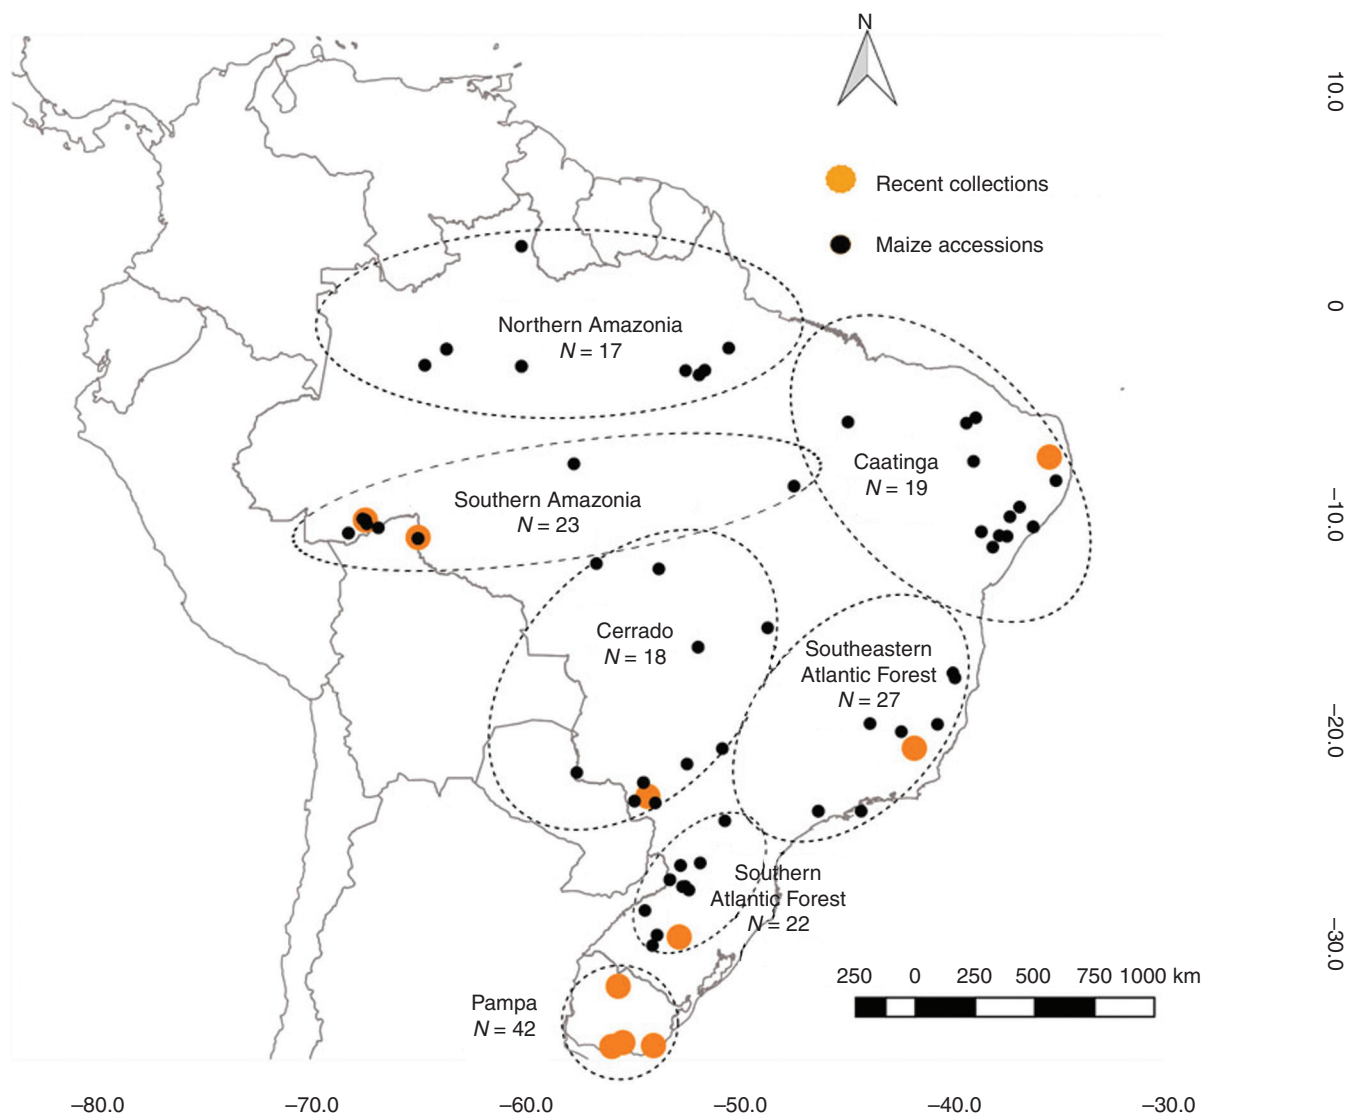 N
10.0
Recent collections
Maize accessions
0
Northern Amazonia
N = 17
Caatinga
N = 19
Southern Amazonia
N = 23
−10.0
Cerrado
N = 18
Southeastern
Atlantic Forest
N = 27
−20.0
Southern
Atlantic Forest
N = 22
−30.0
250 0 250 500 750 1000 km
Pampa
N = 42
−80.0 −70.0 −60.0 −50.0 −40.0 −30.0